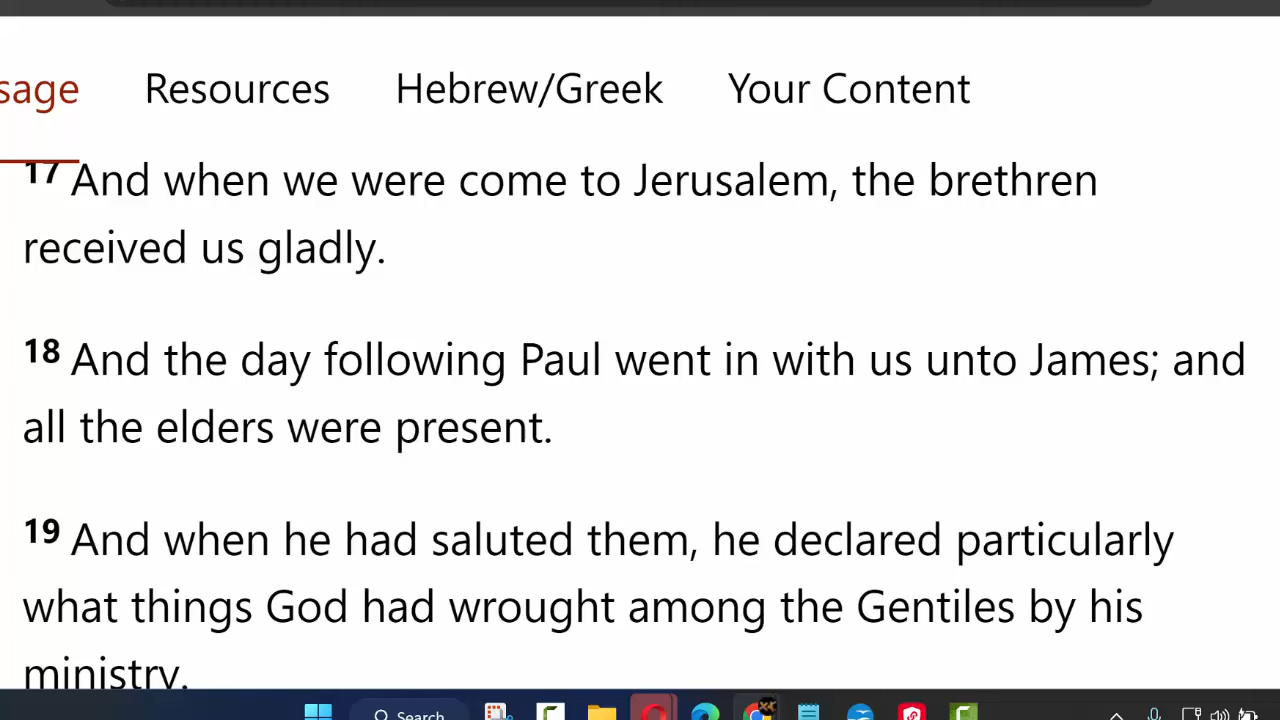 sage Resources Hebrew/Greek Your Content
17 And when we were come to Jerusalem, the brethren
received us gladly.
18 And the day following Paul went in with us unto James; and
all the elders were present.
19 And when he had saluted them, he declared particularly
what things God had wrought among the Gentiles by his
ministry.
Search